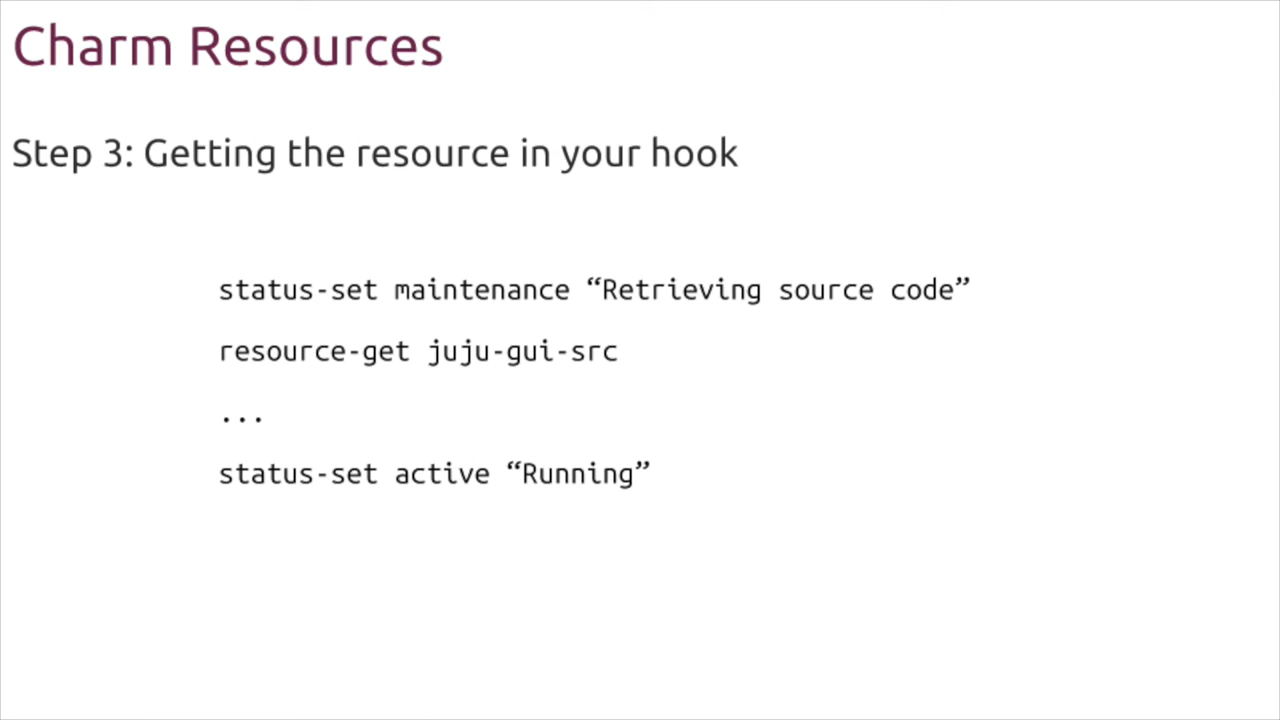 Charm Resources
Step 3: Getting the resource in your hook
status-set maintenance “Retrieving source code”
resource-get juju-gui-src
...
status-set active “Running”